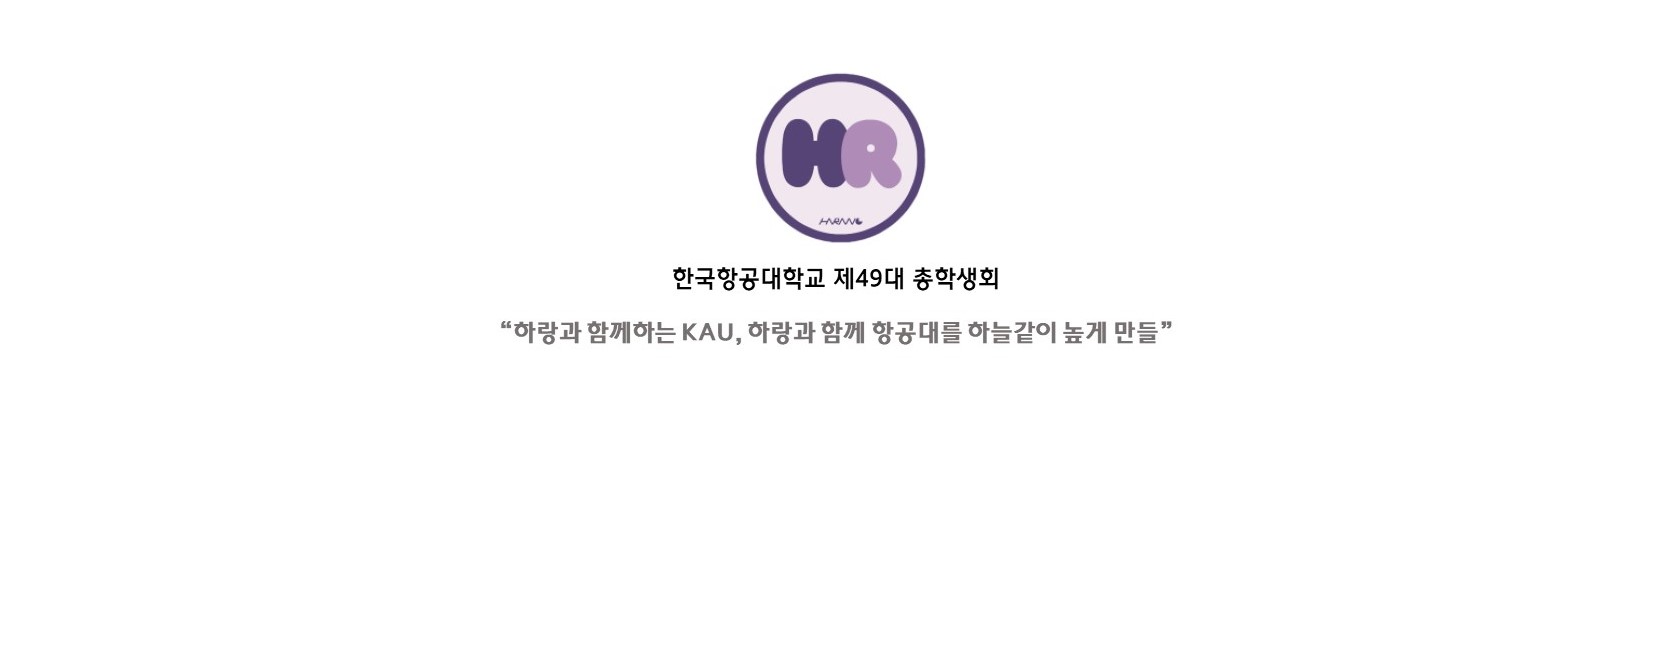 HR
HARANG
한국항공대학교 제49대 총학생회
“하랑과 함께하는 KAU, 하랑과 함께 항공대를 하늘같이 높게 만들”